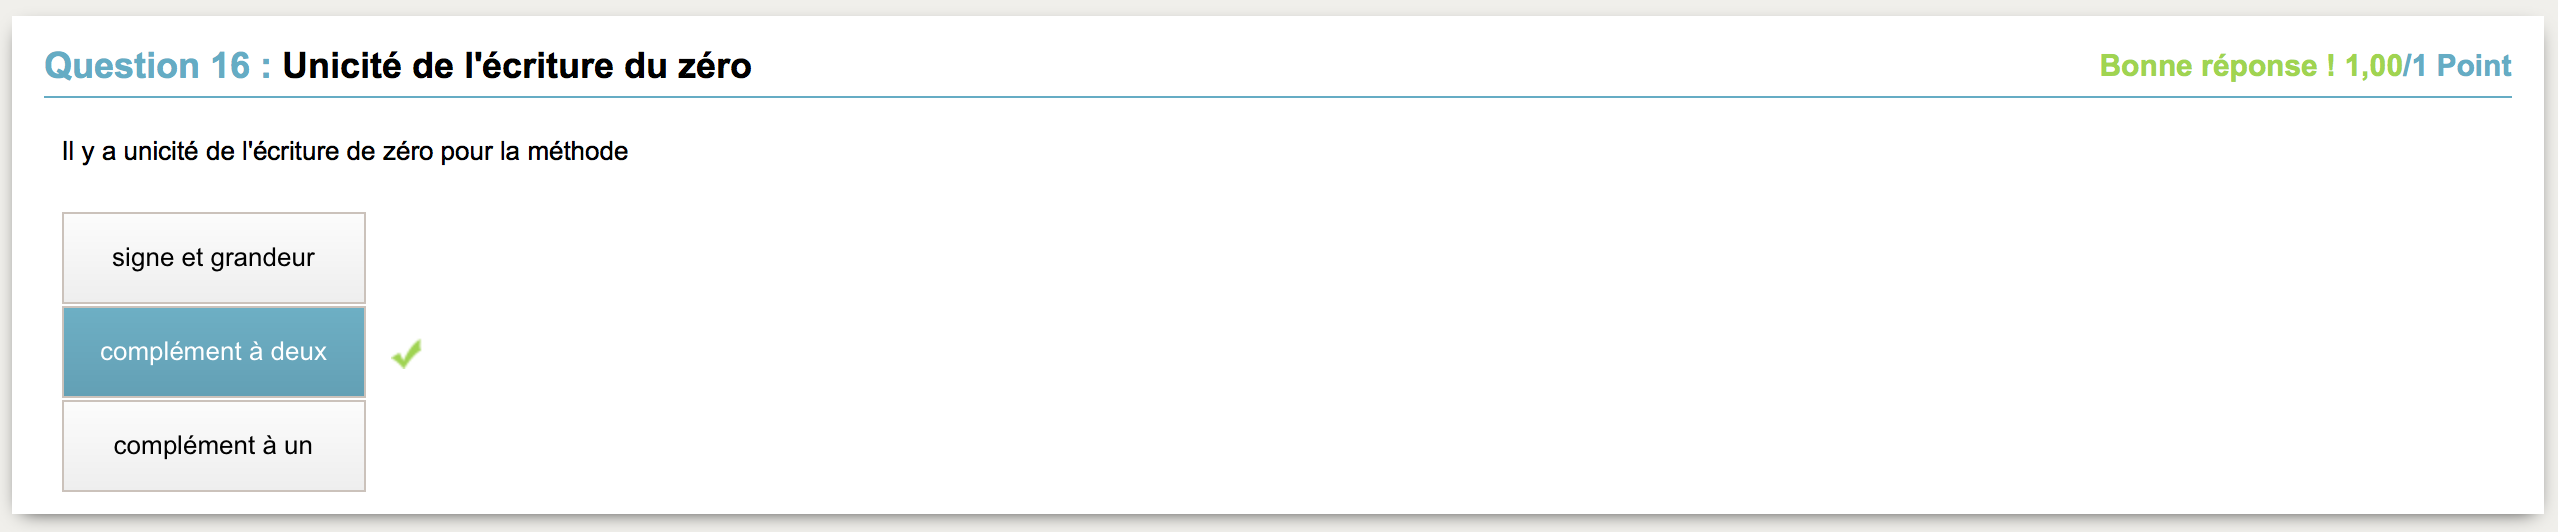 Question 16 : Unicité de l'écriture du zéro
Bonne réponse ! 1,00/1 Point
Il y a unicité de l'écriture de zéro pour la méthode
signe et grandeur
complément à deux
complément à un